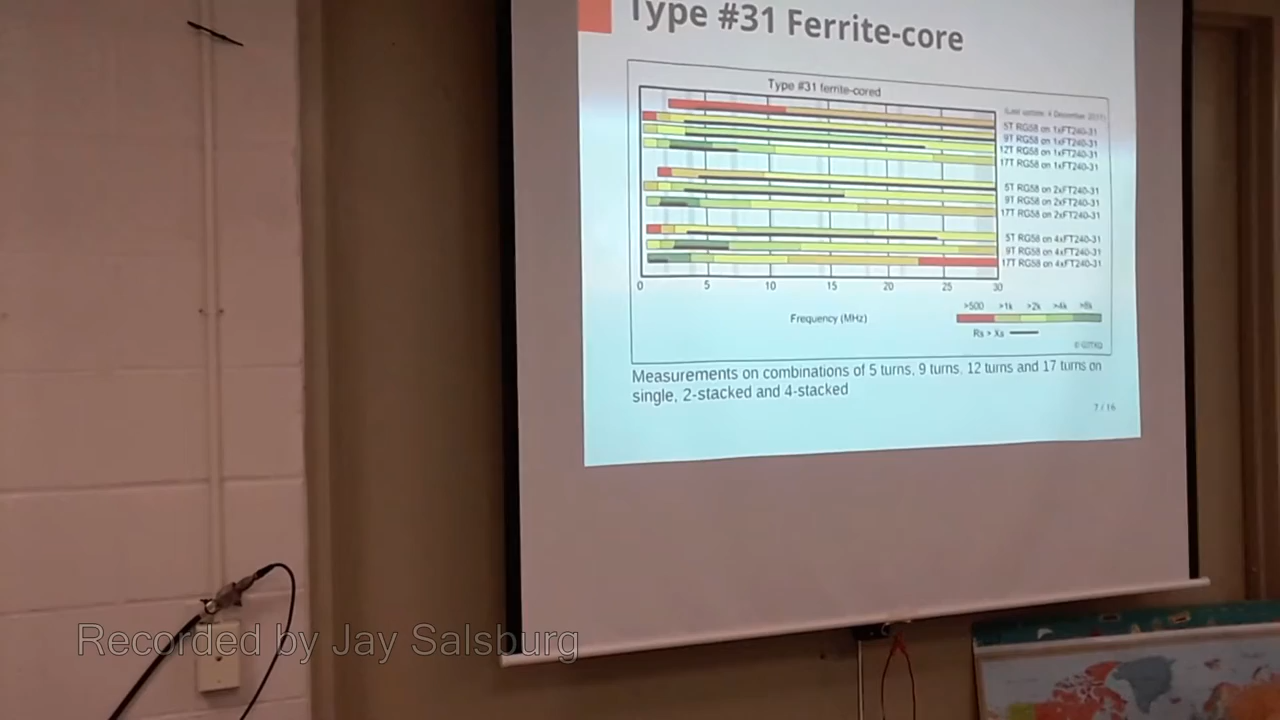 Type #31 Ferrite-core
Type #31 ferrite-cored
(Last update: 4 December 2017)
5T RG58 on 1xFT240-31
9T RG58 on 1xFT240-31
12T RG58 on 1xFT240-31
17T RG58 on 1xFT240-31
5T RG58 on 2xFT240-31
9T RG58 on 2xFT240-31
17T RG58 on 2xFT240-31
5T RG58 on 4xFT240-31
9T RG58 on 4xFT240-31
17T RG58 on 4xFT240-31
0 5 10 15 20 25 30
Frequency (MHz)
>500 >1k >2k >4k >8k
Rs > Xs
Measurements on combinations of 5 turns, 9 turns, 12 turns and 17 turns on
single, 2-stacked and 4-stacked
7 / 16
Recorded by Jay Salsburg